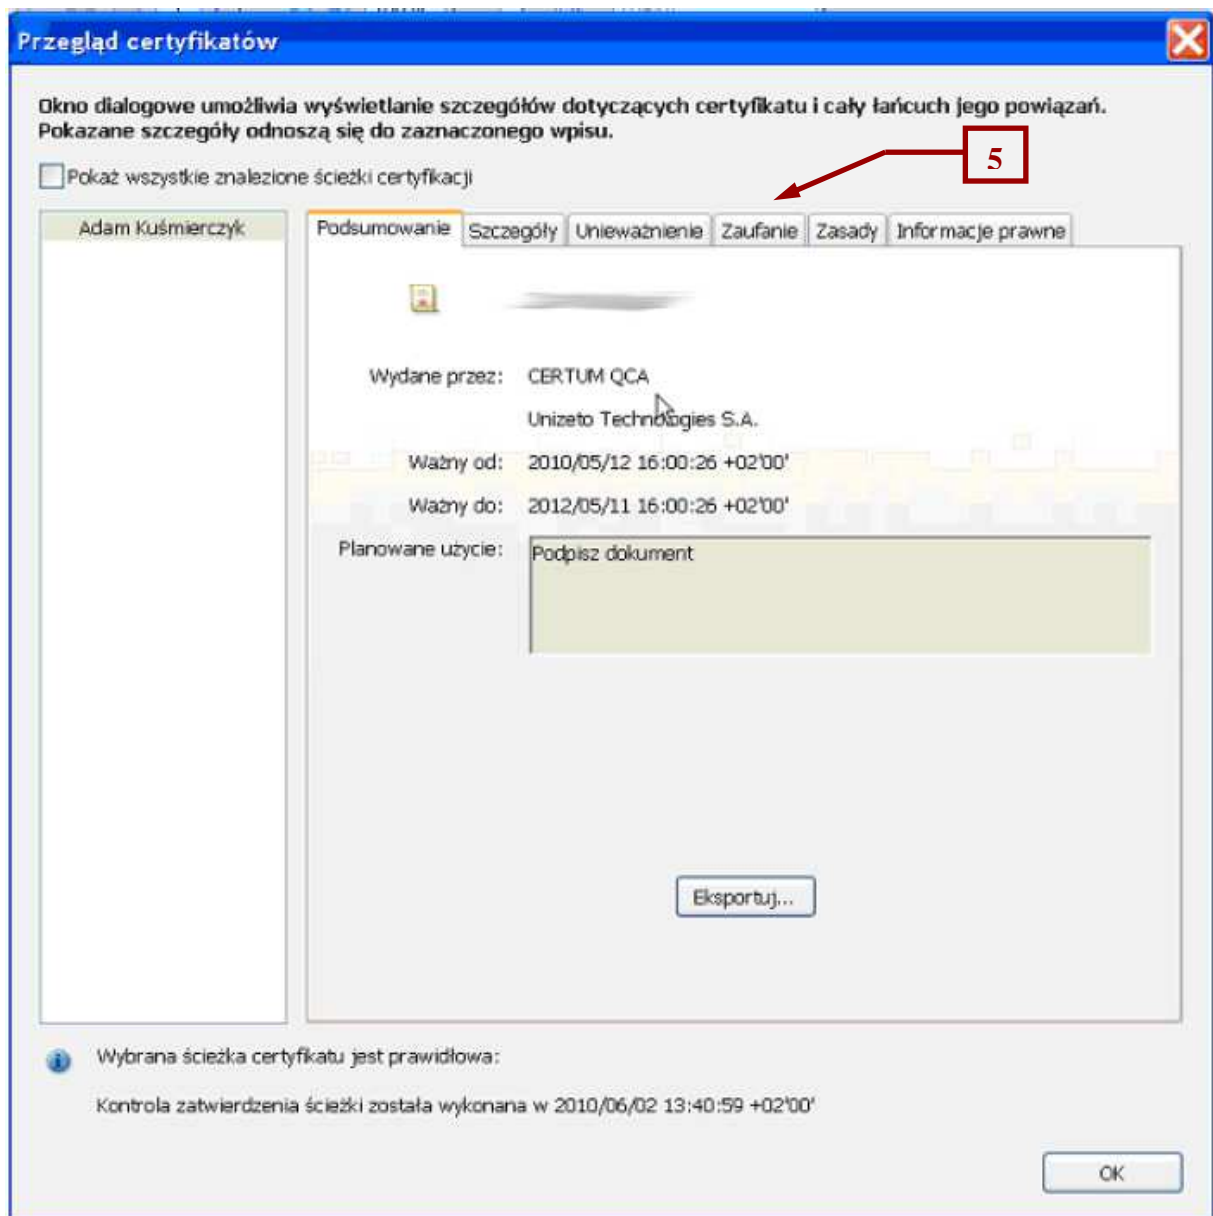 Przegląd certyfikatów
Okno dialogowe umożliwia wyświetlanie szczegółów dotyczących certyfikatu i cały łańcuch jego powiązań.
Pokazane szczegóły odnoszą się do zaznaczonego wpisu.
5
Pokaż wszystkie znalezione ścieżki certyfikacji
Adam Kuśmierczyk
Podsumowanie Szczegóły Unieważnienie Zaufanie Zasady Informacje prawne
Wydane przez: CERTUM QCA
Unizeto Technologies S.A.
Ważny od: 2010/05/12 16:00:26 +02'00'
Ważny do: 2012/05/11 16:00:26 +02'00'
Planowane użycie: Podpisz dokument
Eksportuj...
Wybrana ścieżka certyfikatu jest prawidłowa:
Kontrola zatwierdzenia ścieżki została wykonana w 2010/06/02 13:40:59 +02'00'
OK